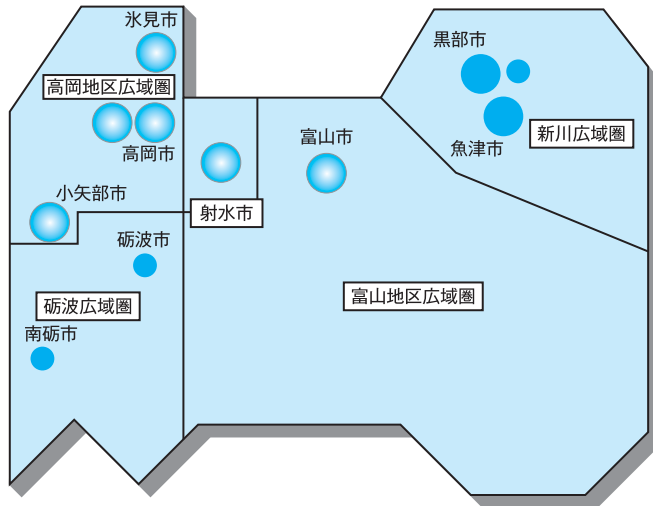 氷見市
高岡地区広域圏
高岡市
小矢部市
射水市
富山市
黒部市
魚津市
新川広域圏
砺波市
砺波広域圏
南砺市
富山地区広域圏